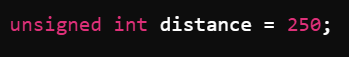 unsigned int distance = 250;